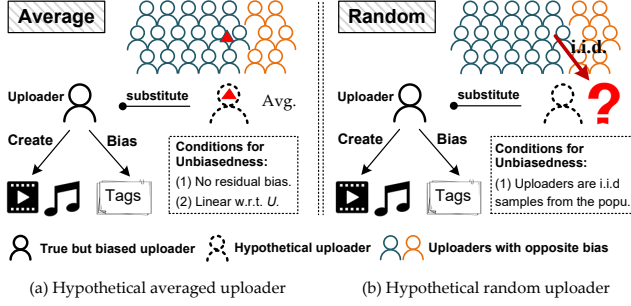 Average
Uploader
substitute
Avg.
Create
Bias
Tags
Conditions for
Unbiasedness:
(1) No residual bias.
(2) Linear w.r.t. U.
Random
i.i.d.
Uploader
substitute
?
Create
Bias
Tags
Conditions for
Unbiasedness:
(1) Uploaders are i.i.d
samples from the popu.
True but biased uploader
Hypothetical uploader
Uploaders with opposite bias
(a) Hypothetical averaged uploader
(b) Hypothetical random uploader